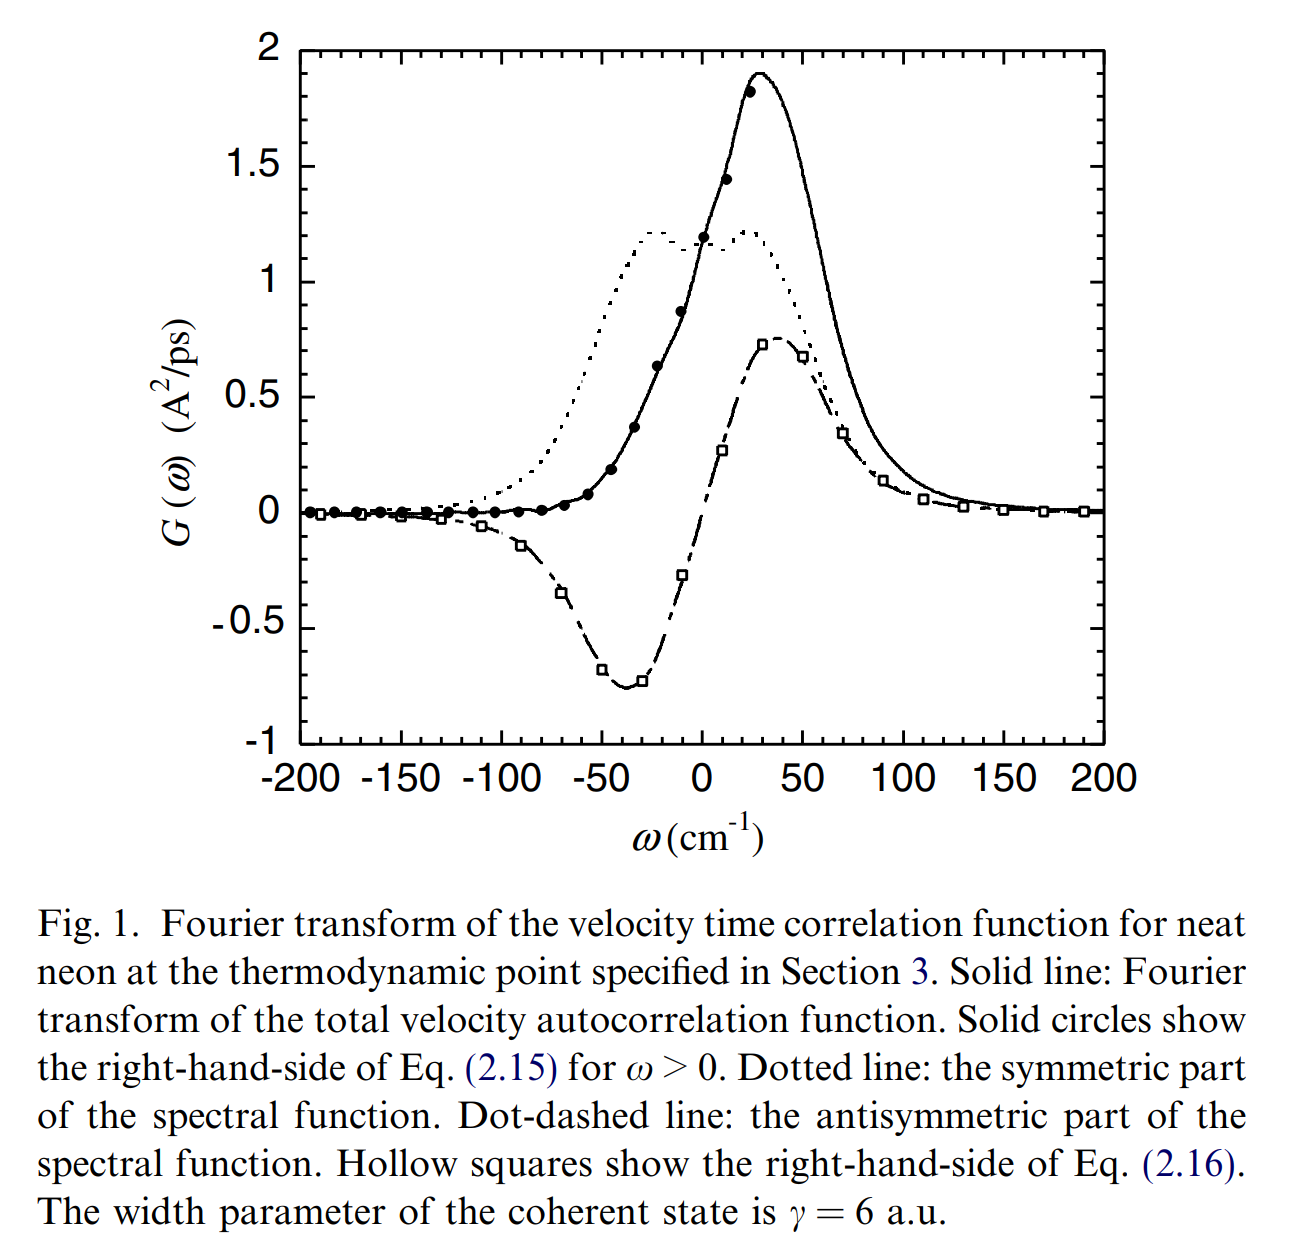 2
1.5
1
0.5
0
-0.5
-1
G(ω) (A²/ps)
-200 -150 -100 -50 0 50 100 150 200
ω(cm⁻¹)
Fig. 1. Fourier transform of the velocity time correlation function for neat
neon at the thermodynamic point specified in Section 3. Solid line: Fourier
transform of the total velocity autocorrelation function. Solid circles show
the right-hand-side of Eq. (2.15) for ω > 0. Dotted line: the symmetric part
of the spectral function. Dot-dashed line: the antisymmetric part of the
spectral function. Hollow squares show the right-hand-side of Eq. (2.16).
The width parameter of the coherent state is γ = 6 a.u.